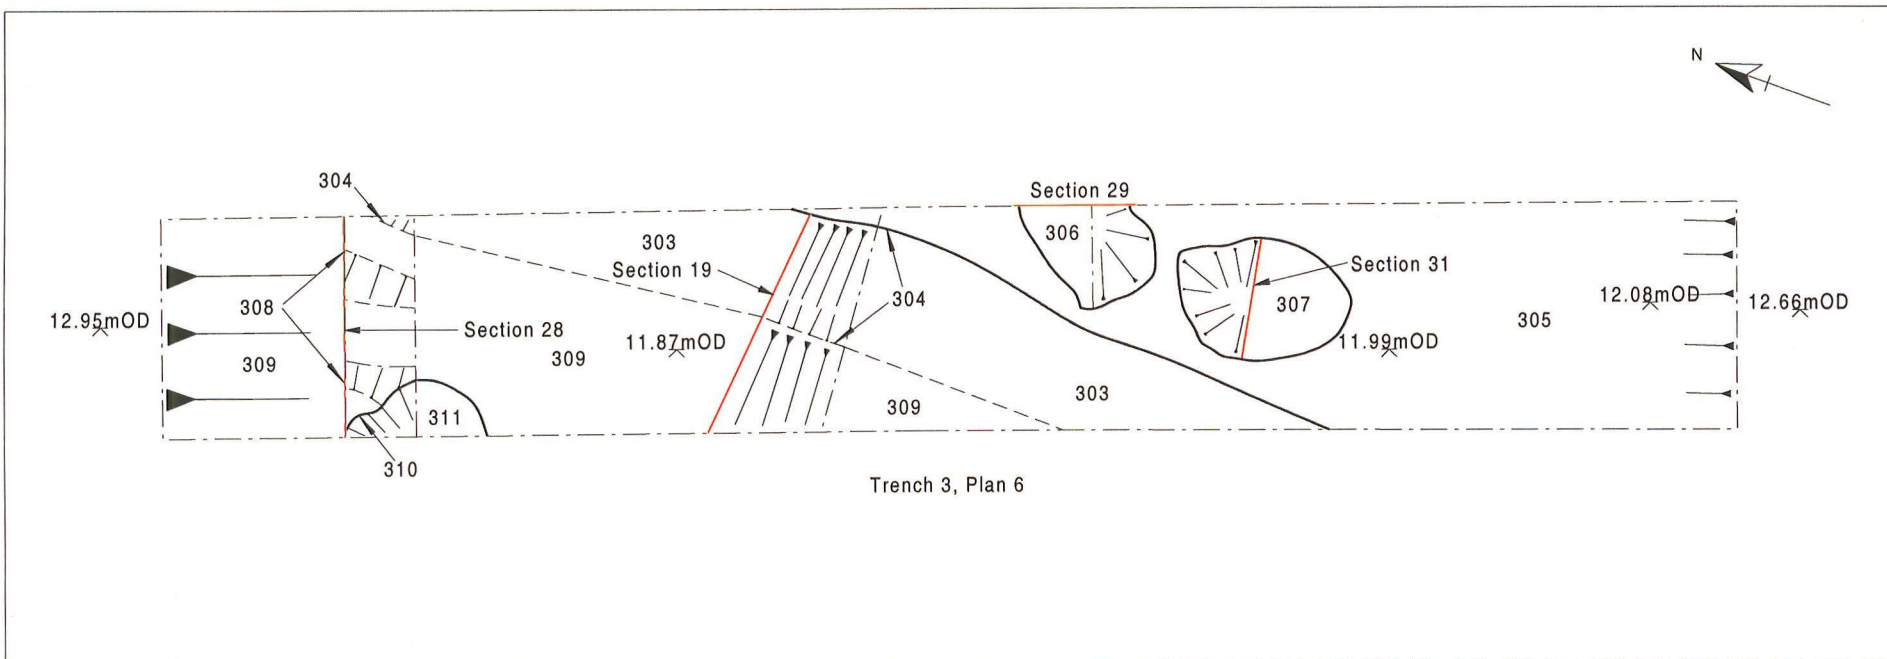 N
304
Section 29
303
306
Section 19
Section 31
304
308
12.95mOD
Section 28
307
12.08mOD
12.66mOD
11.87mOD
309
309
11.99mOD
305
303
309
311
310
Trench 3, Plan 6